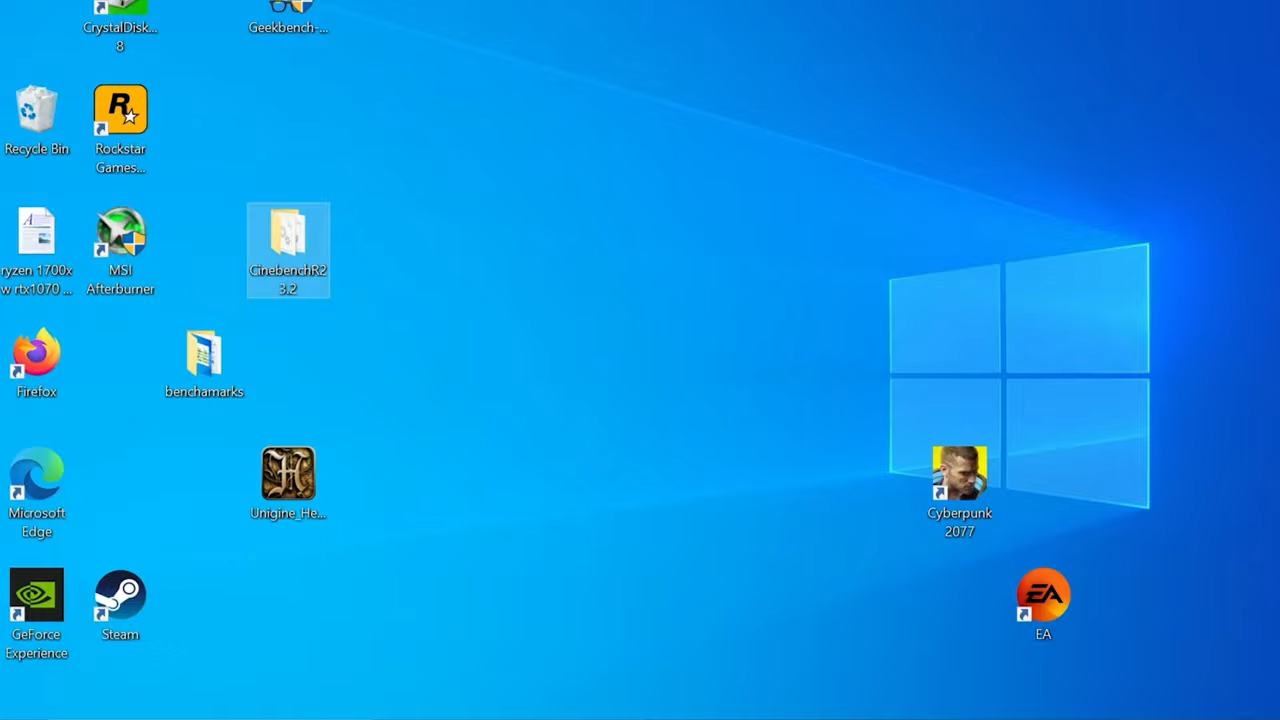 CrystalDisk...
8
Geekbench-...
Recycle Bin
R
Rockstar
Games...
A
ryzen 1700x
w rtx1070 ...
MSI
Afterburner
CinebenchR2
3.2
Firefox
benchamarks
Microsoft
Edge
H
Unigine_He...
Cyberpunk
2077
GeForce
Experience
Steam
EA
EA